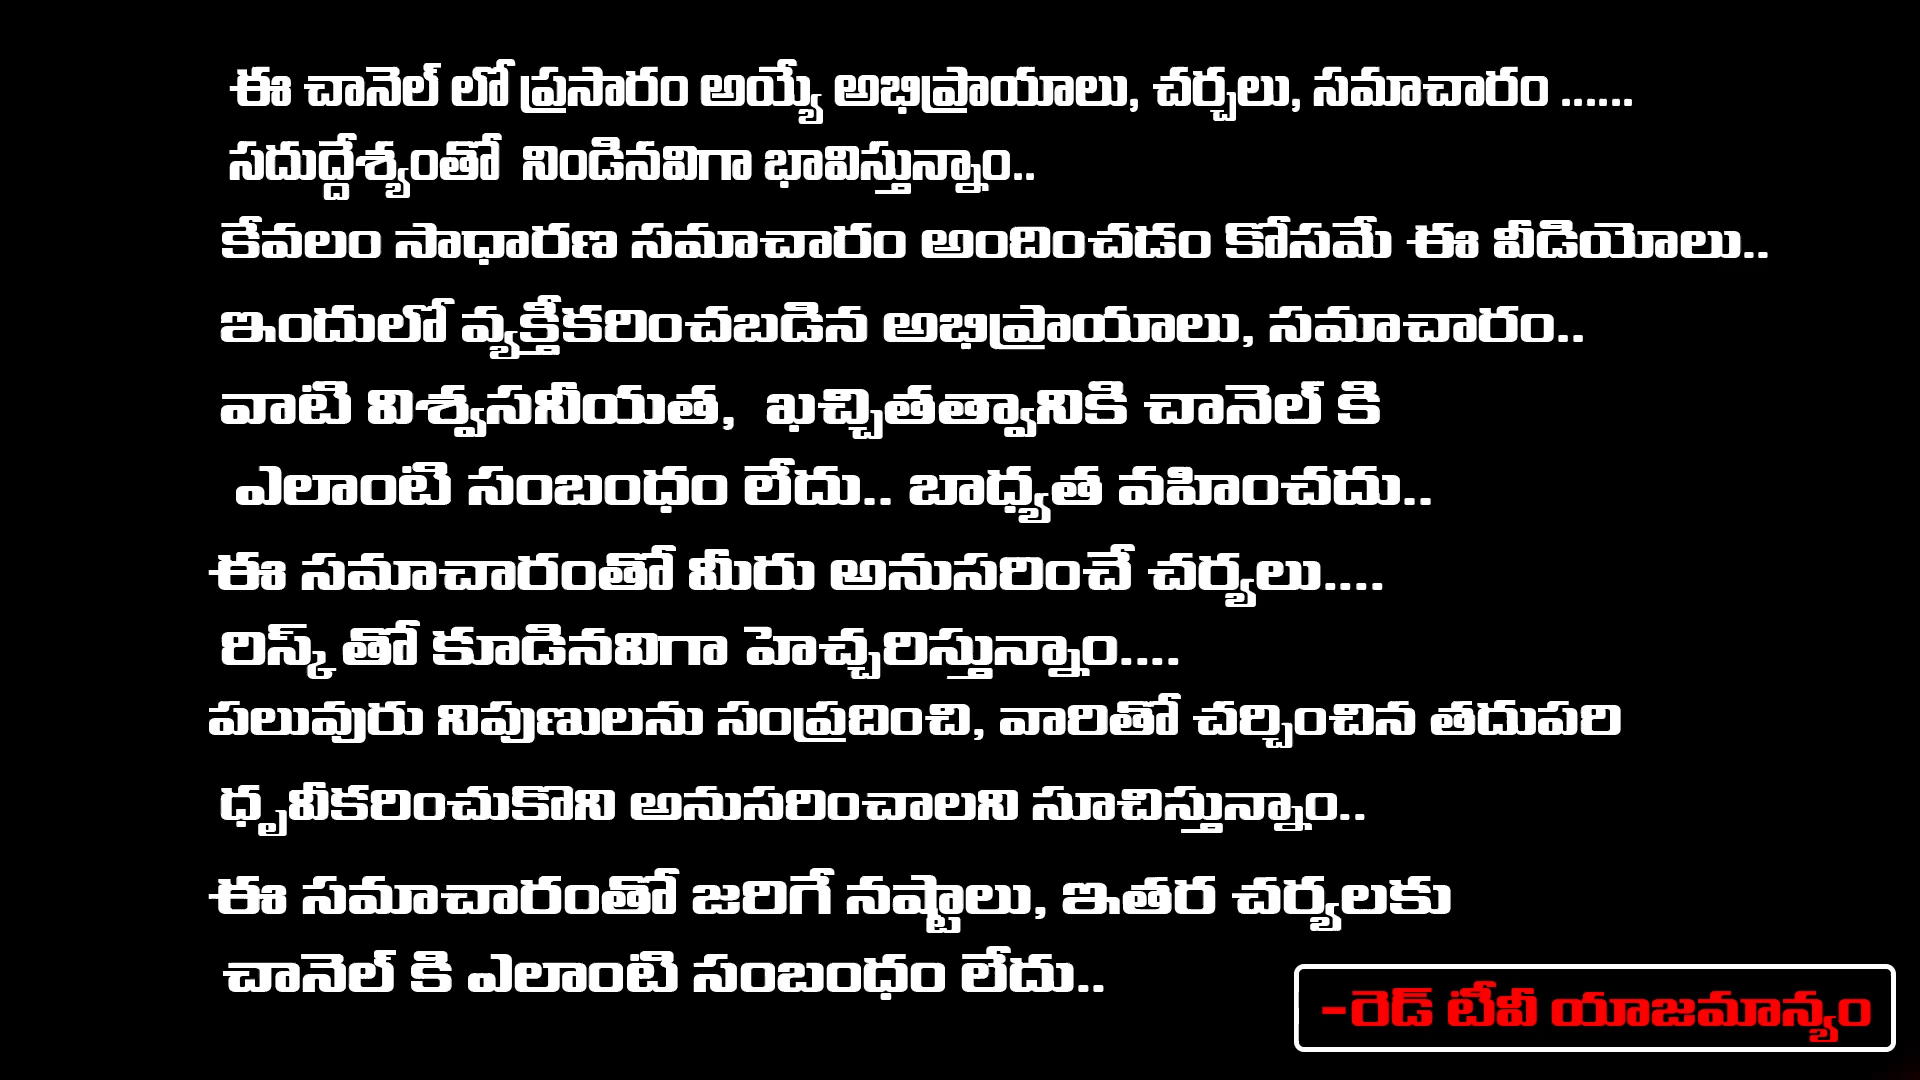 ఈ చానెల్ లో ప్రసారం అయ్యే అభిప్రాయాలు, చర్చలు, సమాచారం ......
సదుద్దేశ్యంతో నిండినవిగా భావిస్తున్నాం..
కేవలం సాధారణ సమాచారం అందించడం కోసమే ఈ వీడియోలు..
ఇందులో వ్యక్తీకరించబడిన అభిప్రాయాలు, సమాచారం..
వాటి విశ్వసనీయత, ఖచ్చితత్వానికి చానెల్ కి
ఎలాంటి సంబంధం లేదు.. బాధ్యత వహించదు..
ఈ సమాచారంతో మీరు అనుసరించే చర్యలు....
రిస్క్ తో కూడినవిగా హెచ్చరిస్తున్నాం....
పలువురు నిపుణులను సంప్రదించి, వారితో చర్చించిన తదుపరి
ధృవీకరించుకొని అనుసరించాలని సూచిస్తున్నాం..
ఈ సమాచారంతో జరిగే నష్టాలు, ఇతర చర్యలకు
చానెల్ కి ఎలాంటి సంబంధం లేదు..
-రెడ్ టీవీ యాజమాన్యం